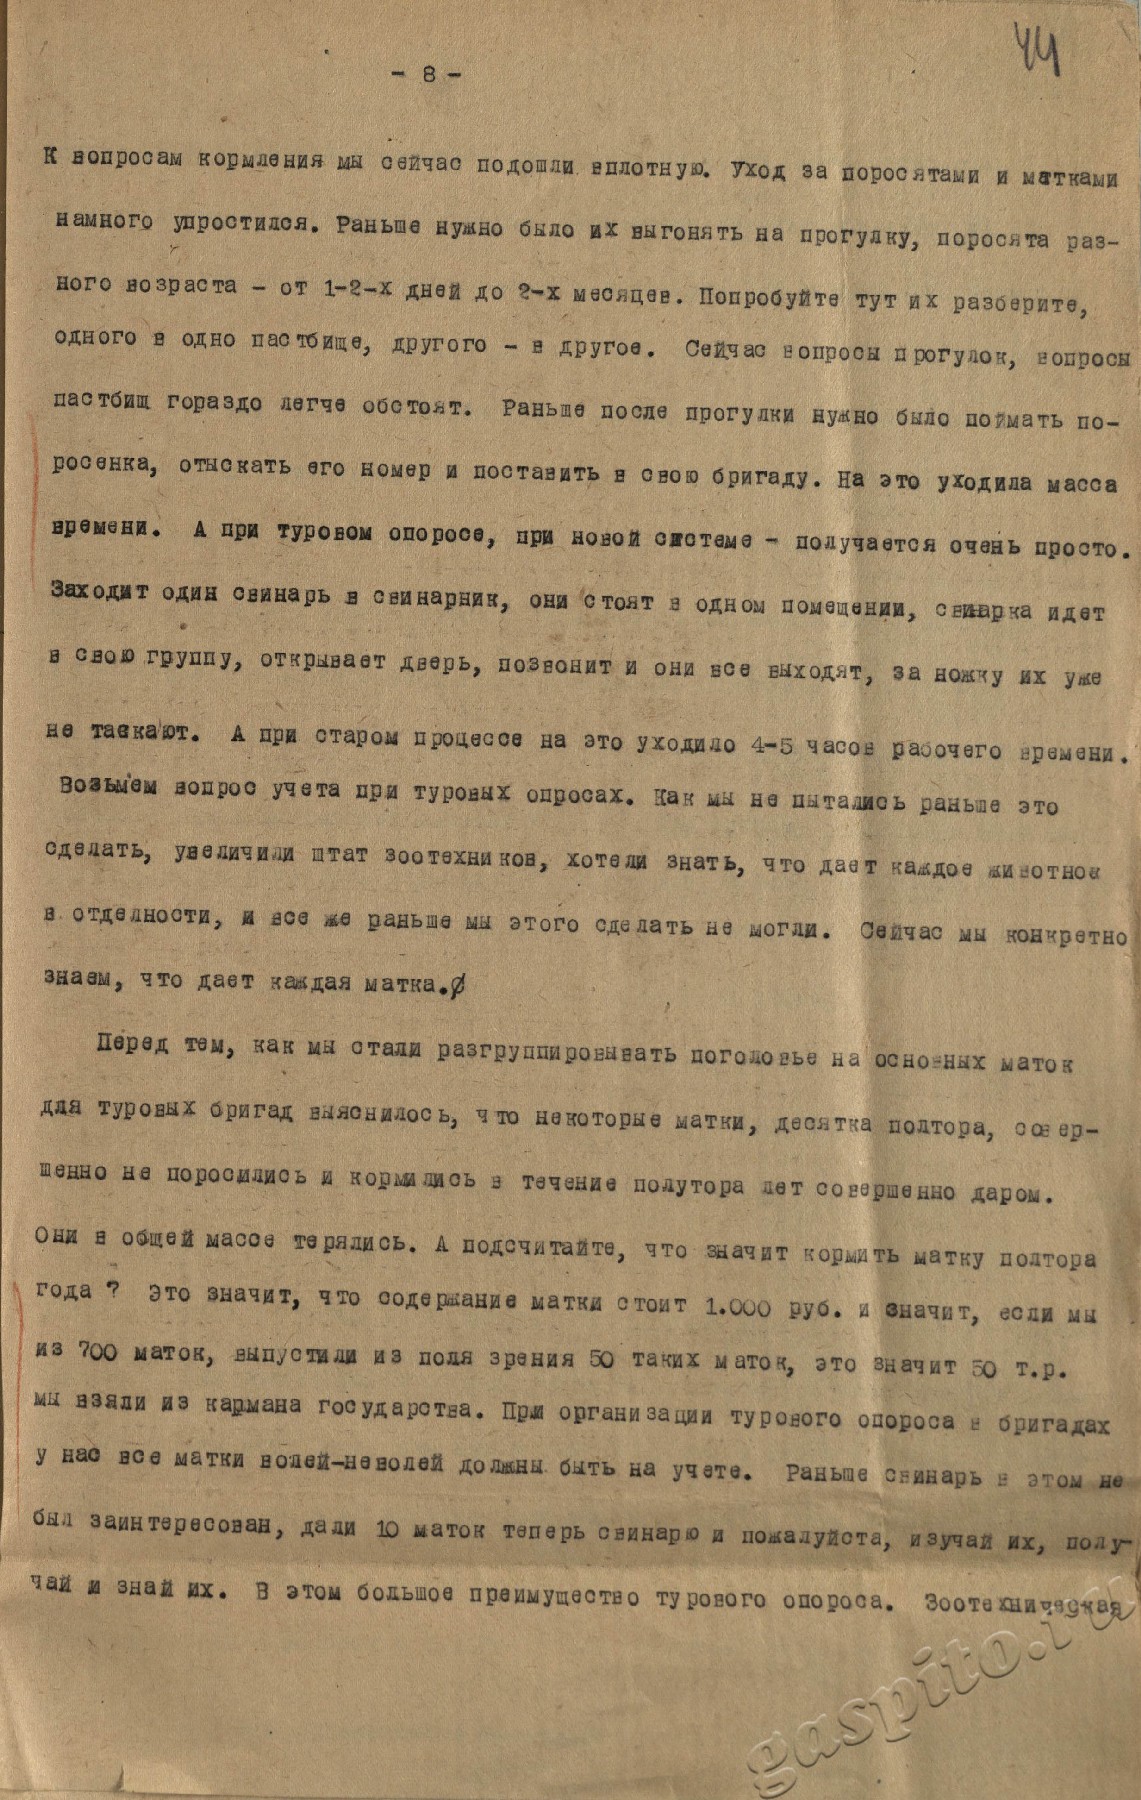 44
- 8 -
К вопросам кормления мы сейчас подошли вплотную. Уход за поросятами и матками
намного упростился. Раньше нужно было их выгонять на прогулку, поросята раз-
ного возраста - от 1-2-х дней до 2-х месяцев. Попробуйте тут их разберите,
одного в одно пастбище, другого - в другое. Сейчас вопросы прогулок, вопросы
пастбищ гораздо легче обстоят. Раньше после прогулки нужно было поймать по-
росенка, отыскать его номер и поставить в свою бригаду. На это уходила масса
времени. А при туровом опоросе, при новой системе - получается очень просто.
Заходит один свинарь в свинарник, они стоят в одном помещении, свинарка идет
в свою группу, открывает дверь, позвонит и они все выходят, за ножку их уже
не таскают. А при старом процессе на это уходило 4-5 часов рабочего времени.
Возьмем вопрос учета при туровых опросах. Как мы не пытались раньше это
сделать, увеличили штат зоотехников, хотели знать, что дает каждое животное
в отделности, и все же раньше мы этого сделать не могли. Сейчас мы конкретно
знаем, что дает каждая матка.
Перед тем, как мы стали разгруппировывать поголовье на основных маток
для туровых бригад выяснилось, что некоторые матки, десятка полтора, совер-
шенно не поросились и кормились в течение полутора лет совершенно даром.
Они в общей массе терялись. А подсчитайте, что значит кормить матку полтора
года ? Это значит, что содержание матки стоит 1.000 руб. и значит, если мы
из 700 маток, выпустили из поля зрения 50 таких маток, это значит 50 т.р.
мы взяли из кармана государства. При организации турового опороса в бригадах
у нас все матки волей-неволей должны быть на учете. Раньше свинарь в этом не
был заинтересован, дали 10 маток теперь свинарю и пожалуйста, изучай их, полу-
чай и знай их. В этом большое преимущество турового опороса. Зоотехническая
gaspito.ru